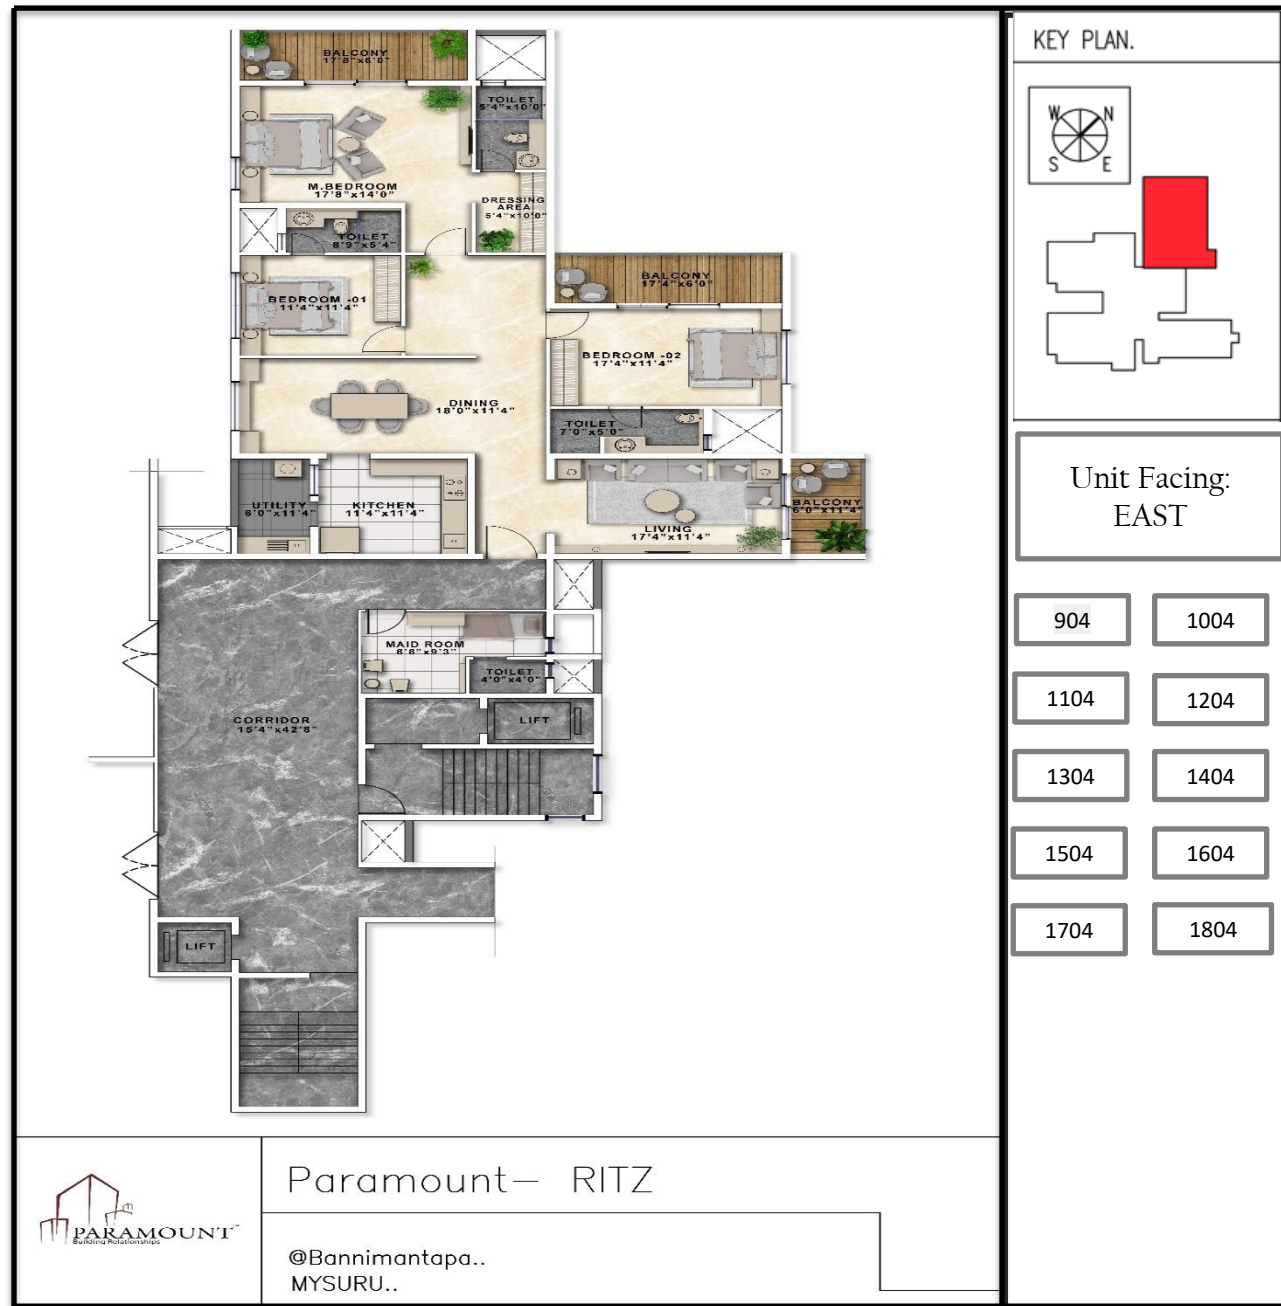 BALCONY
17'8"x6'0"
TOILET
5'4"x10'0"
M.BEDROOM
17'8"x14'0"
DRESSING
AREA
5'4"x10'0"
TOILET
8'9"x5'4"
BALCONY
17'4"x6'0"
BEDROOM -01
11'4"x11'4"
BEDROOM -02
17'4"x11'4"
DINING
18'0"x11'4"
TOILET
7'0"x5'0"
UTILITY
6'0"x11'4"
KITCHEN
11'4"x11'4"
LIVING
17'4"x11'4"
BALCONY
6'0"x11'4"
MAID ROOM
6'6"x9'3"
TOILET
4'0"x4'0"
CORRIDOR
15'4"x42'8"
LIFT
LIFT
KEY PLAN.
W N
S E
Unit Facing:
EAST
904 1004
1104 1204
1304 1404
1504 1604
1704 1804
PARAMOUNT™
Building Relationships
Paramount- RITZ
@Bannimantapa..
MYSURU..